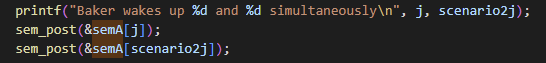 printf("Baker wakes up %d and %d simultaneously\n", j, scenario2j);
sem_post(&semA[j]);
sem_post(&semA[scenario2j]);